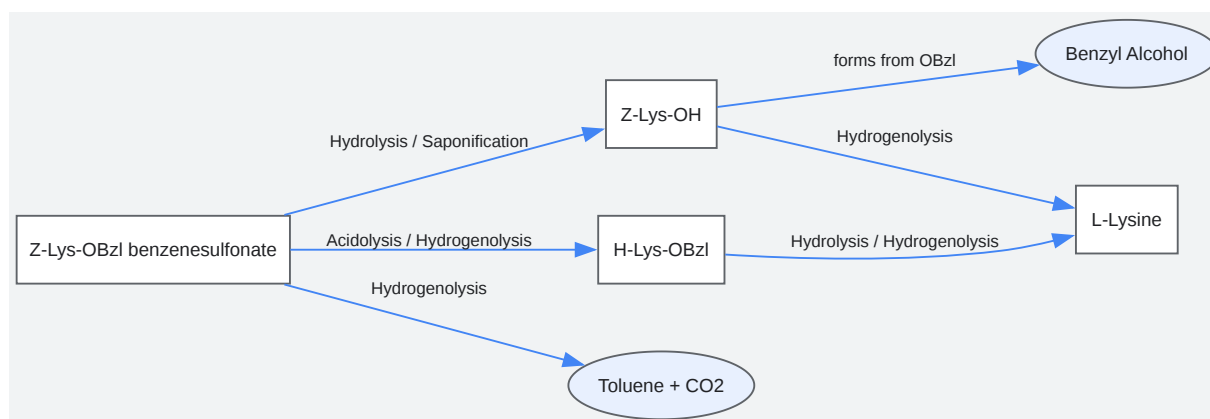 Benzyl Alcohol
forms from OBzl
Z-Lys-OH
Hydrolysis / Saponification
Hydrogenolysis
L-Lysine
Z-Lys-OBzl benzenesulfonate
Acidolysis / Hydrogenolysis
H-Lys-OBzl
Hydrolysis / Hydrogenolysis
Hydrogenolysis
Toluene + CO2